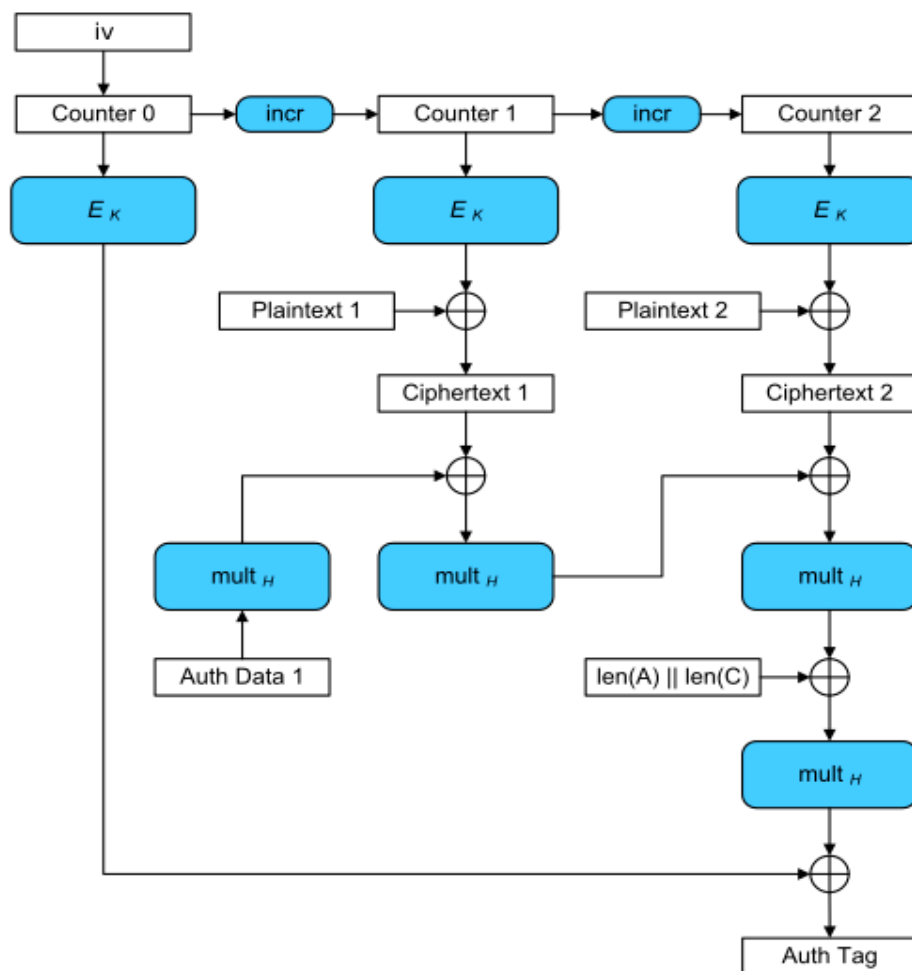 iv
Counter 0
incr
Counter 1
incr
Counter 2
E K
E K
E K
Plaintext 1
Plaintext 2
Ciphertext 1
Ciphertext 2
mult H
mult H
mult H
Auth Data 1
len(A) || len(C)
mult H
Auth Tag